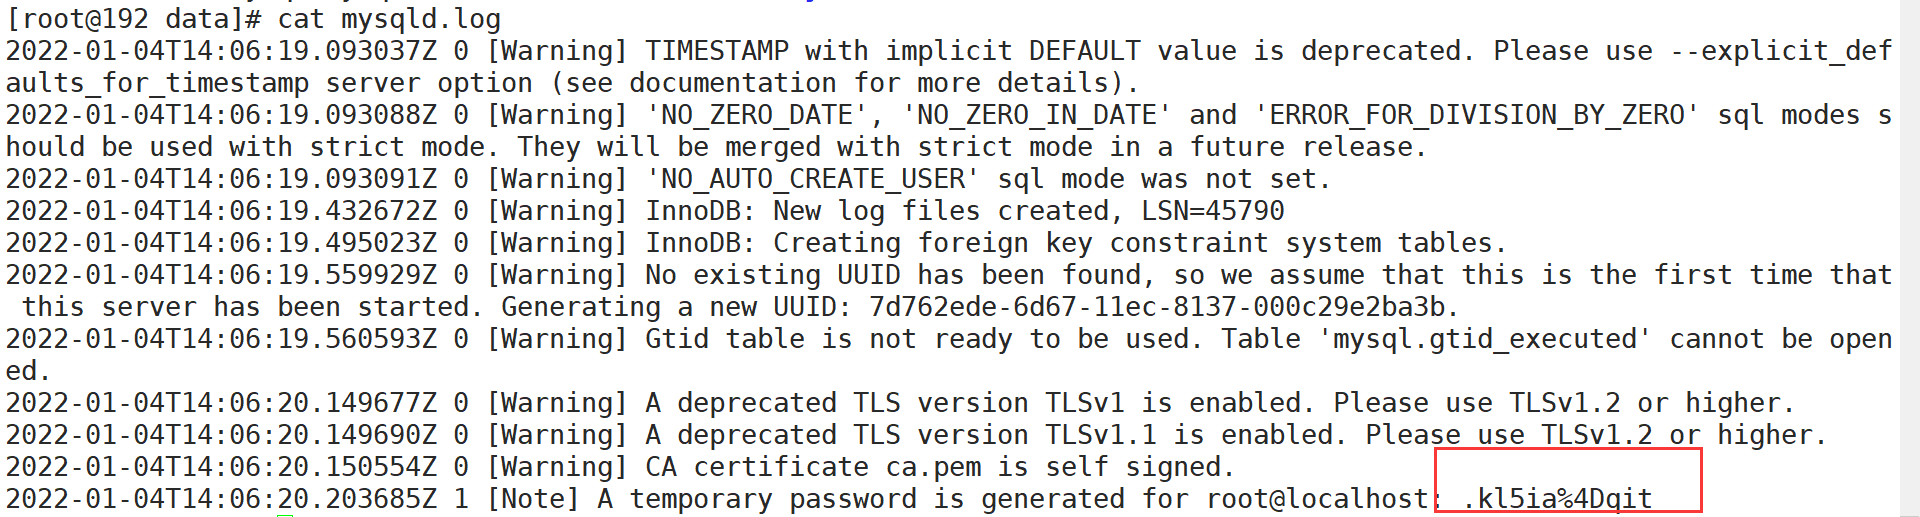 [root@192 data]# cat mysqld.log
2022-01-04T14:06:19.093037Z 0 [Warning] TIMESTAMP with implicit DEFAULT value is deprecated. Please use --explicit_def
aults_for_timestamp server option (see documentation for more details).
2022-01-04T14:06:19.093088Z 0 [Warning] 'NO_ZERO_DATE', 'NO_ZERO_IN_DATE' and 'ERROR_FOR_DIVISION_BY_ZERO' sql modes s
hould be used with strict mode. They will be merged with strict mode in a future release.
2022-01-04T14:06:19.093091Z 0 [Warning] 'NO_AUTO_CREATE_USER' sql mode was not set.
2022-01-04T14:06:19.432672Z 0 [Warning] InnoDB: New log files created, LSN=45790
2022-01-04T14:06:19.495023Z 0 [Warning] InnoDB: Creating foreign key constraint system tables.
2022-01-04T14:06:19.559929Z 0 [Warning] No existing UUID has been found, so we assume that this is the first time that
 this server has been started. Generating a new UUID: 7d762ede-6d67-11ec-8137-000c29e2ba3b.
2022-01-04T14:06:19.560593Z 0 [Warning] Gtid table is not ready to be used. Table 'mysql.gtid_executed' cannot be open
ed.
2022-01-04T14:06:20.149677Z 0 [Warning] A deprecated TLS version TLSv1 is enabled. Please use TLSv1.2 or higher.
2022-01-04T14:06:20.149690Z 0 [Warning] A deprecated TLS version TLSv1.1 is enabled. Please use TLSv1.2 or higher.
2022-01-04T14:06:20.150554Z 0 [Warning] CA certificate ca.pem is self signed.
2022-01-04T14:06:20.203685Z 1 [Note] A temporary password is generated for root@localhost: .kl5ia%4Dqit